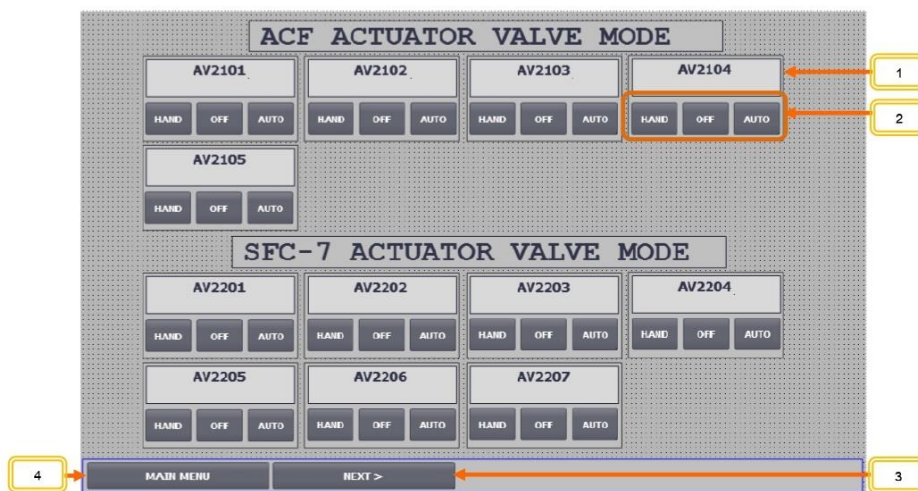 ACF ACTUATOR VALVE MODE
AV2101 AV2102 AV2103 AV2104 1
HAND OFF AUTO HAND OFF AUTO HAND OFF AUTO HAND OFF AUTO 2
AV2105
HAND OFF AUTO
SFC-7 ACTUATOR VALVE MODE
AV2201 AV2202 AV2203 AV2204
HAND OFF AUTO HAND OFF AUTO HAND OFF AUTO HAND OFF AUTO
AV2205 AV2206 AV2207
HAND OFF AUTO HAND OFF AUTO HAND OFF AUTO
4 MAIN MENU NEXT > 3